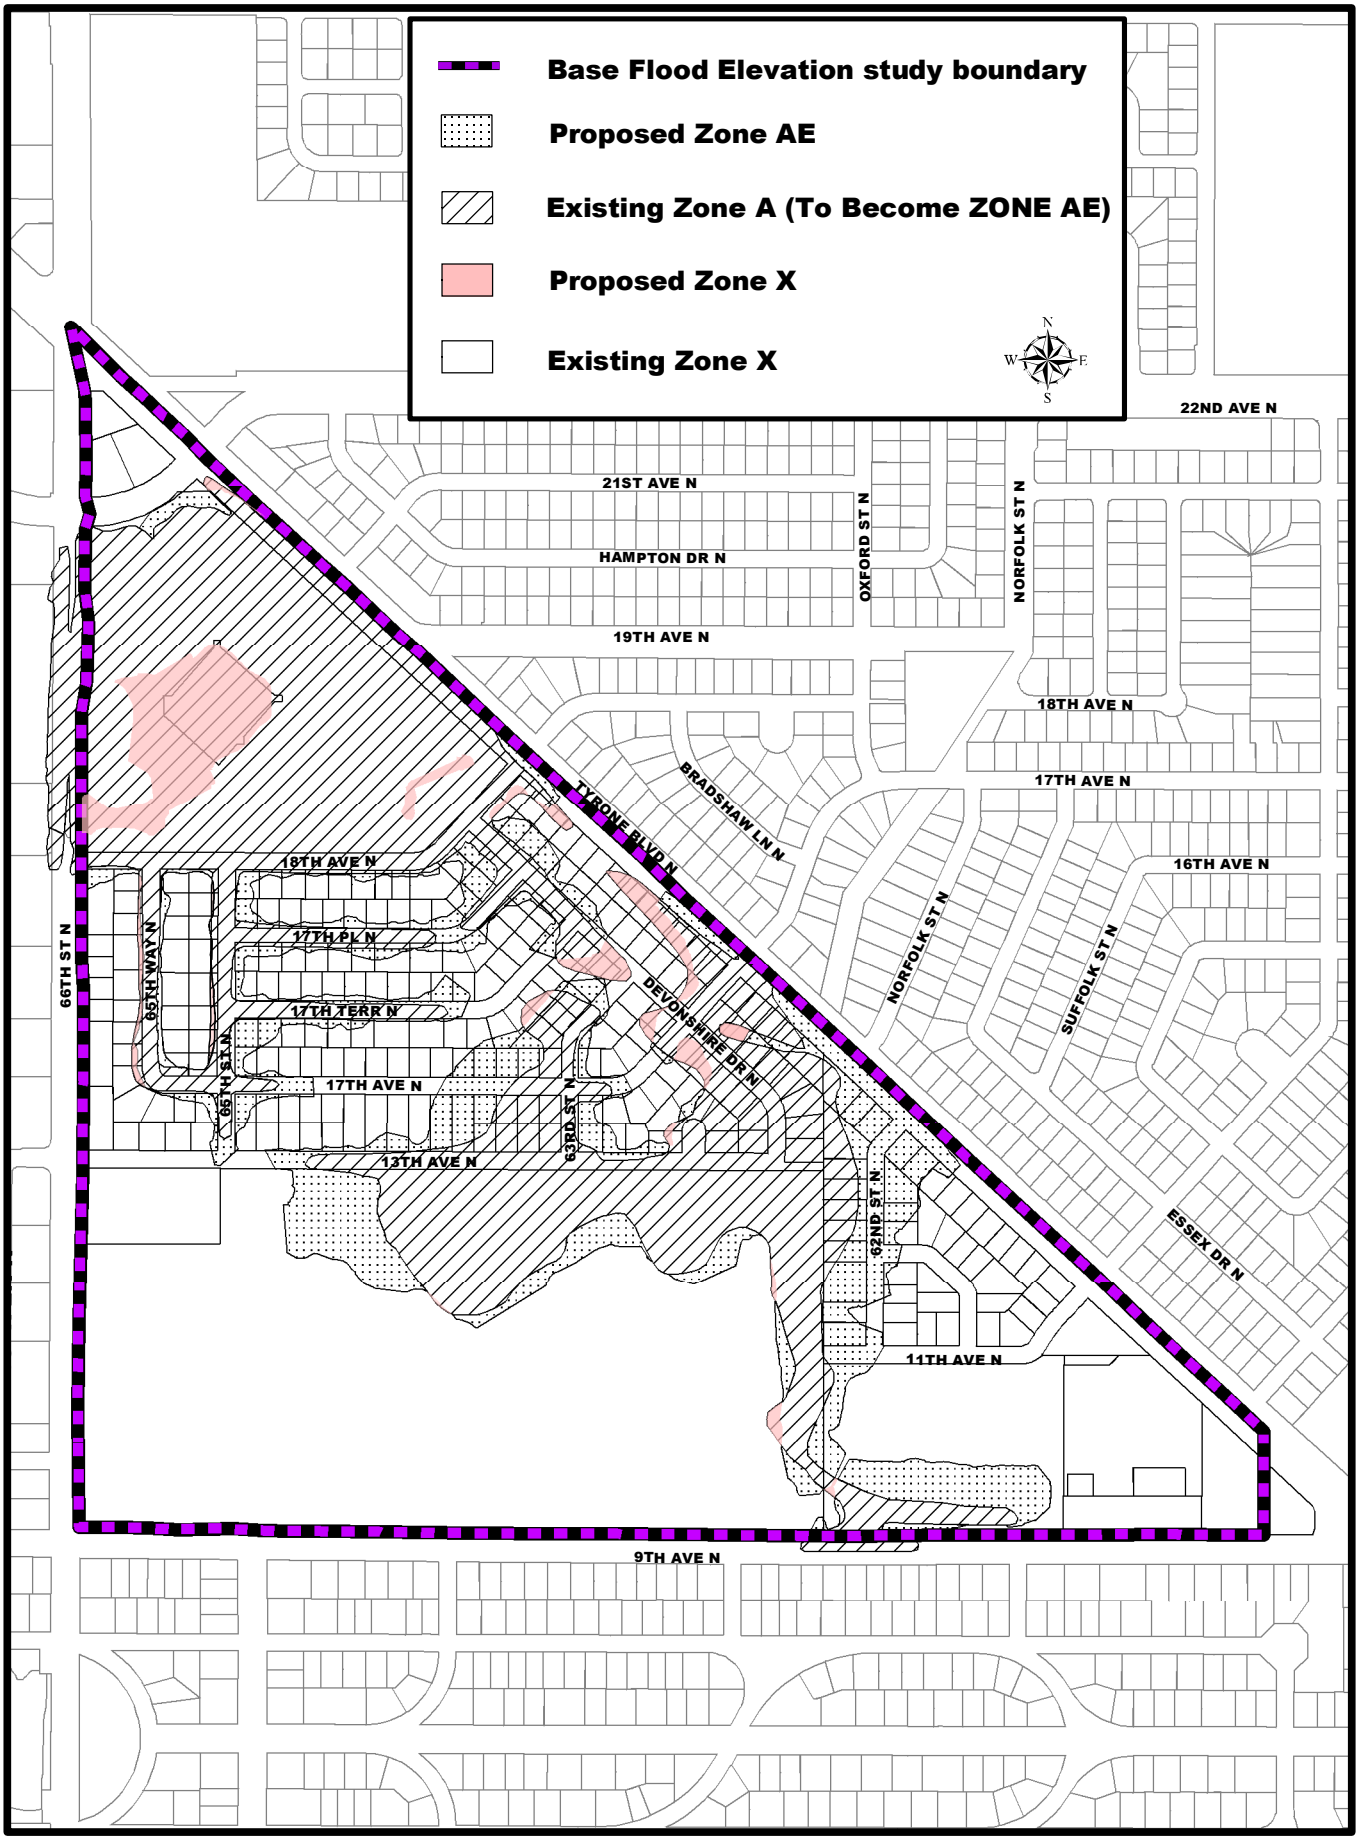 Base Flood Elevation study boundary
Proposed Zone AE
Existing Zone A (To Become ZONE AE)
Proposed Zone X
Existing Zone X
N
W E
S
22ND AVE N
21ST AVE N
OXFORD ST N
NORFOLK ST N
HAMPTON DR N
19TH AVE N
18TH AVE N
17TH AVE N
BRADSHAW LN N
TYRONE BLVD N
16TH AVE N
18TH AVE N
NORFOLK ST N
SUFFOLK ST N
66TH ST N
65TH WAY N
17TH PL N
DEVONSHIRE DR N
17TH TERR N
65TH ST N
17TH AVE N
63RD ST N
13TH AVE N
62ND ST N
ESSEX DR N
11TH AVE N
9TH AVE N